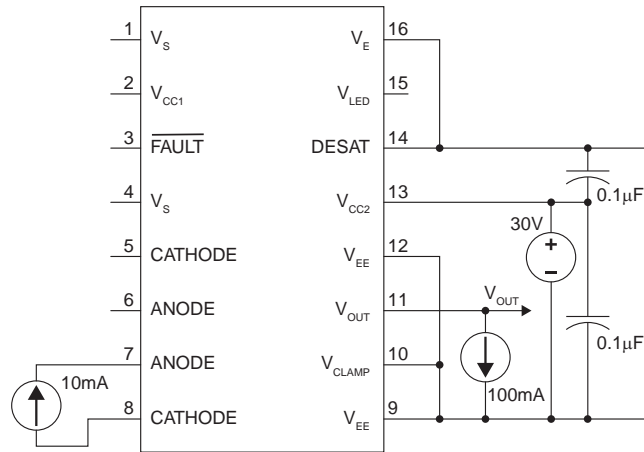 1 V_S V_E 16
2 V_CC1 V_LED 15
3 FAULT DESAT 14
4 V_S V_CC2 13
5 CATHODE V_EE 12
6 ANODE V_OUT 11
7 ANODE V_CLAMP 10
8 CATHODE V_EE 9
10mA
V_OUT
100mA
30V
+
−
0.1μF
0.1μF